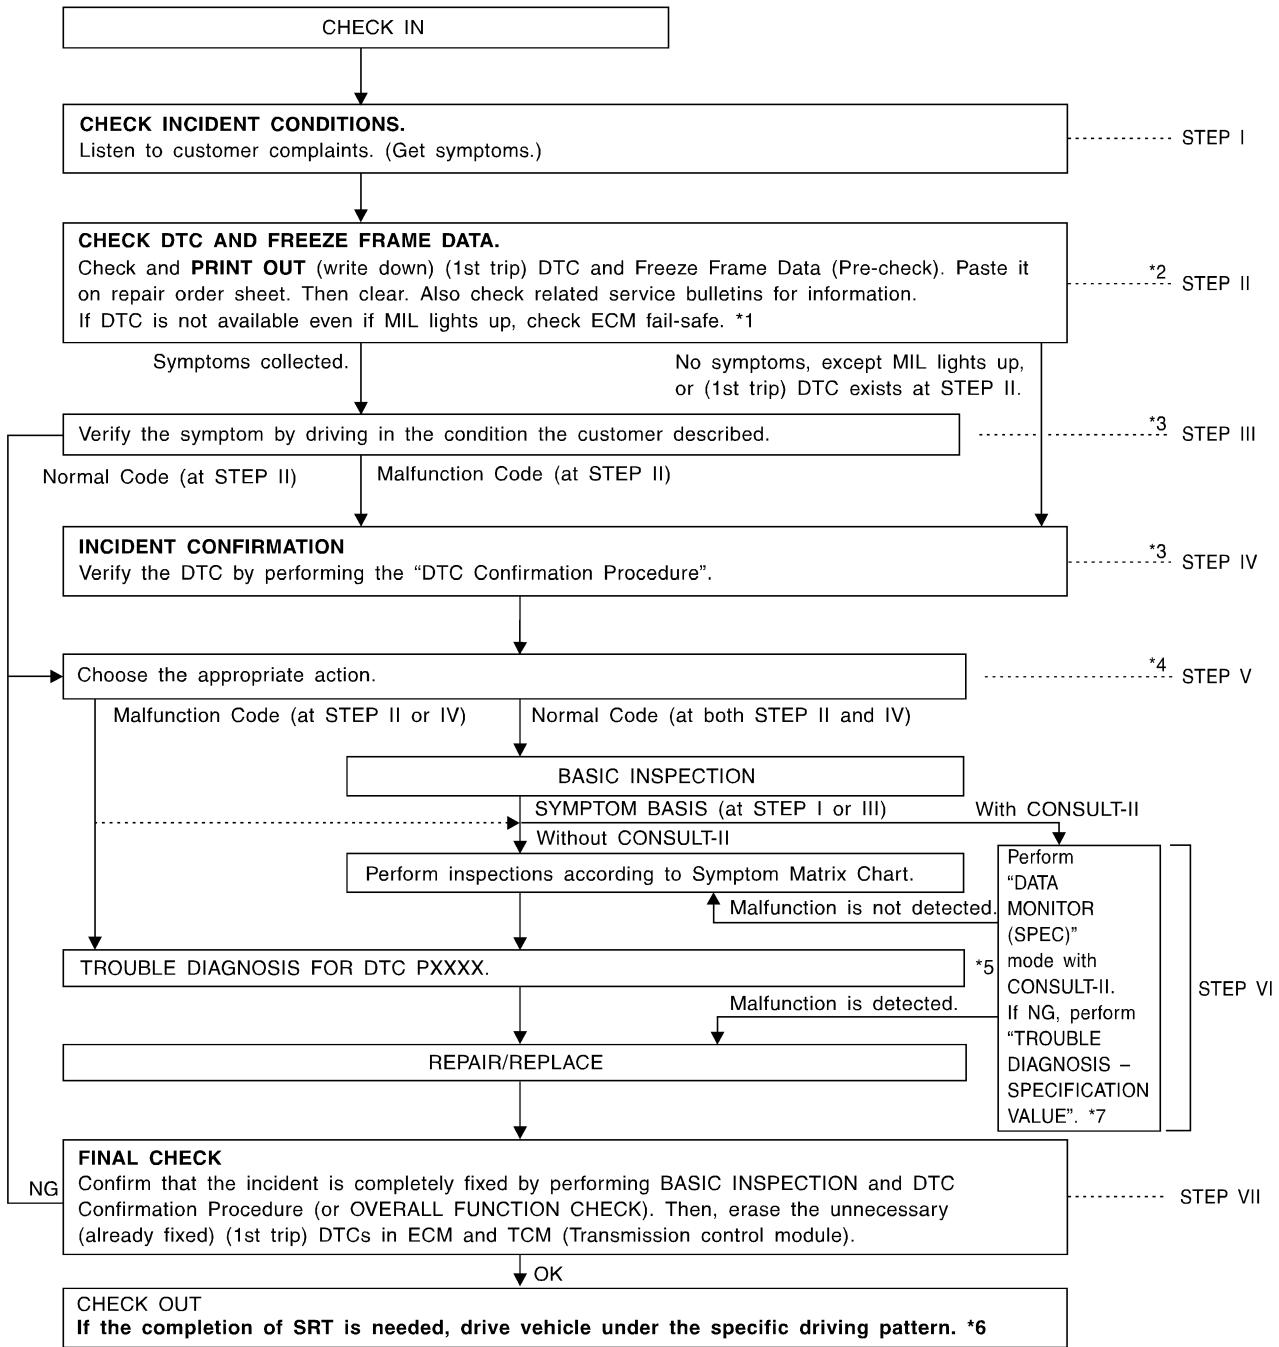 CHECK IN
CHECK INCIDENT CONDITIONS.
Listen to customer complaints. (Get symptoms.)
STEP I
CHECK DTC AND FREEZE FRAME DATA.
Check and PRINT OUT (write down) (1st trip) DTC and Freeze Frame Data (Pre-check). Paste it
on repair order sheet. Then clear. Also check related service bulletins for information.
If DTC is not available even if MIL lights up, check ECM fail-safe. *1
*2
STEP II
Symptoms collected.
No symptoms, except MIL lights up,
or (1st trip) DTC exists at STEP II.
Verify the symptom by driving in the condition the customer described.
*3
STEP III
Normal Code (at STEP II)
Malfunction Code (at STEP II)
INCIDENT CONFIRMATION
Verify the DTC by performing the “DTC Confirmation Procedure”.
*3
STEP IV
Choose the appropriate action.
*4
STEP V
Malfunction Code (at STEP II or IV)
Normal Code (at both STEP II and IV)
BASIC INSPECTION
SYMPTOM BASIS (at STEP I or III)
With CONSULT-II
Without CONSULT-II
Perform inspections according to Symptom Matrix Chart.
Malfunction is not detected.
Perform
“DATA
MONITOR
(SPEC)”
mode with
CONSULT-II.
If NG, perform
“TROUBLE
DIAGNOSIS –
SPECIFICATION
VALUE”. *7
STEP VI
TROUBLE DIAGNOSIS FOR DTC PXXXX.
*5
Malfunction is detected.
REPAIR/REPLACE
FINAL CHECK
Confirm that the incident is completely fixed by performing BASIC INSPECTION and DTC
Confirmation Procedure (or OVERALL FUNCTION CHECK). Then, erase the unnecessary
(already fixed) (1st trip) DTCs in ECM and TCM (Transmission control module).
NG
STEP VII
OK
CHECK OUT
If the completion of SRT is needed, drive vehicle under the specific driving pattern. *6